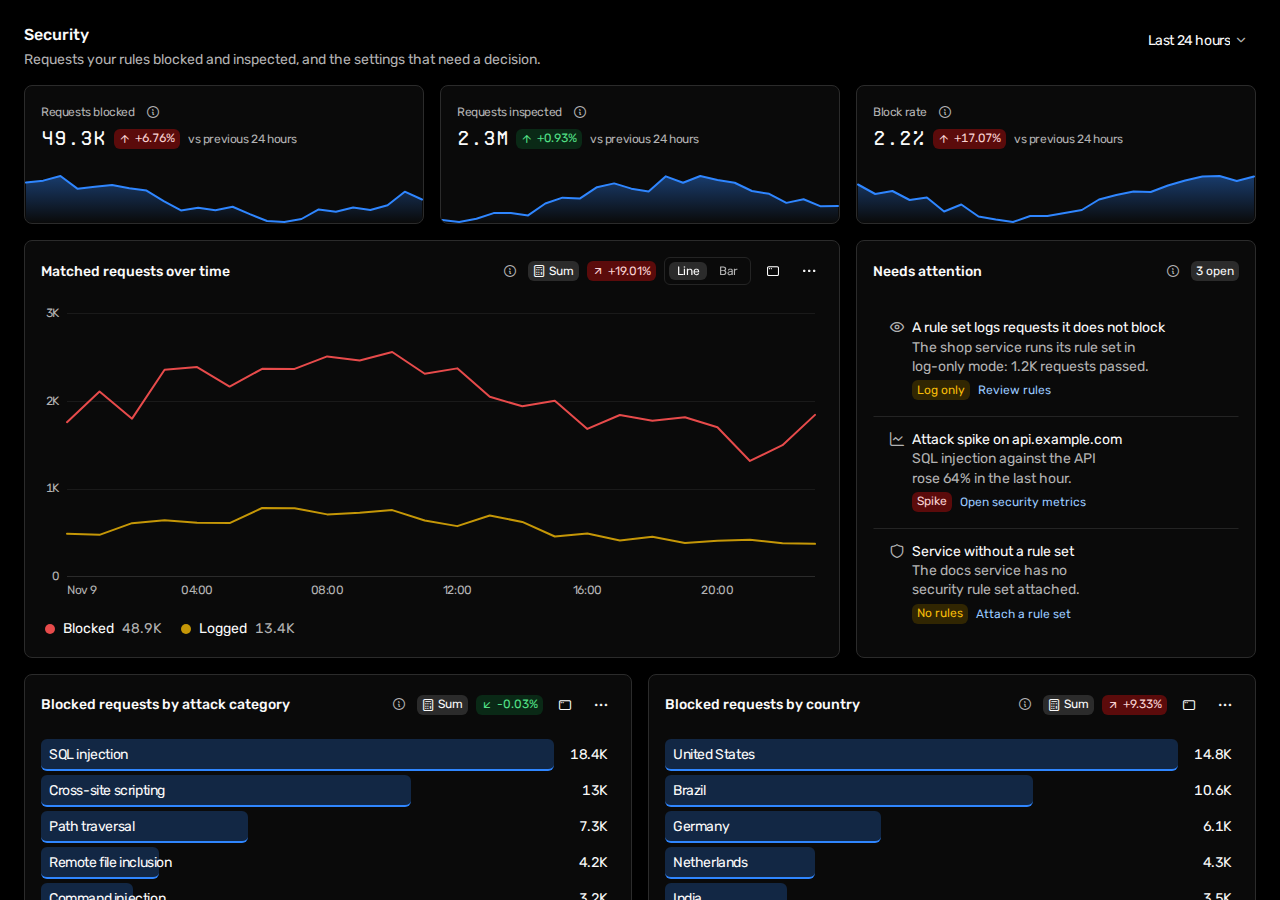 Security
Last 24 hours
Requests your rules blocked and inspected, and the settings that need a decision.
Requests blocked
49.3K +6.76% vs previous 24 hours
Requests inspected
2.3M +0.93% vs previous 24 hours
Block rate
2.2% +17.07% vs previous 24 hours
Matched requests over time
Sum +19.01% Line Bar
3K
2K
1K
0
Nov 9 04:00 08:00 12:00 16:00 20:00
Blocked 48.9K Logged 13.4K
Needs attention 3 open
A rule set logs requests it does not block
The shop service runs its rule set in
log-only mode: 1.2K requests passed.
Log only Review rules
Attack spike on api.example.com
SQL injection against the API
rose 64% in the last hour.
Spike Open security metrics
Service without a rule set
The docs service has no
security rule set attached.
No rules Attach a rule set
Blocked requests by attack category Sum -0.03%
SQL injection 18.4K
Cross-site scripting 13K
Path traversal 7.3K
Remote file inclusion 4.2K
Command injection 3.2K
Blocked requests by country Sum +9.33%
United States 14.8K
Brazil 10.6K
Germany 6.1K
Netherlands 4.3K
India 3.5K